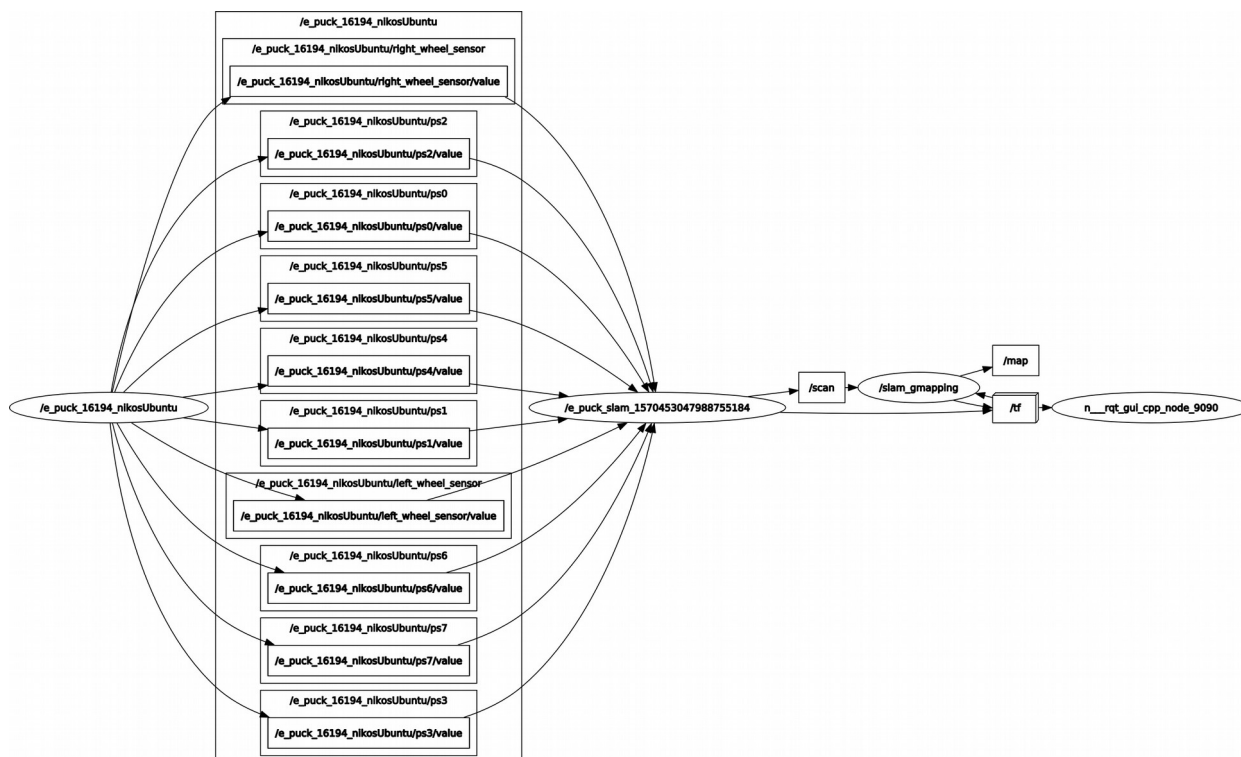 /e_puck_16194_nikosUbuntu
/e_puck_16194_nikosUbuntu/right_wheel_sensor
/e_puck_16194_nikosUbuntu/right_wheel_sensor/value
/e_puck_16194_nikosUbuntu/ps2
/e_puck_16194_nikosUbuntu/ps2/value
/e_puck_16194_nikosUbuntu/ps0
/e_puck_16194_nikosUbuntu/ps0/value
/e_puck_16194_nikosUbuntu/ps5
/e_puck_16194_nikosUbuntu/ps5/value
/e_puck_16194_nikosUbuntu/ps4
/e_puck_16194_nikosUbuntu/ps4/value
/e_puck_16194_nikosUbuntu
/e_puck_16194_nikosUbuntu/ps1
/e_puck_16194_nikosUbuntu/ps1/value
/e_puck_16194_nikosUbuntu/left_wheel_sensor
/e_puck_16194_nikosUbuntu/left_wheel_sensor/value
/e_puck_16194_nikosUbuntu/ps6
/e_puck_16194_nikosUbuntu/ps6/value
/e_puck_16194_nikosUbuntu/ps7
/e_puck_16194_nikosUbuntu/ps7/value
/e_puck_16194_nikosUbuntu/ps3
/e_puck_16194_nikosUbuntu/ps3/value
/e_puck_slam_1570453047988755184
/scan
/slam_gmapping
/map
/tf
n___rqt_gui_cpp_node_9090